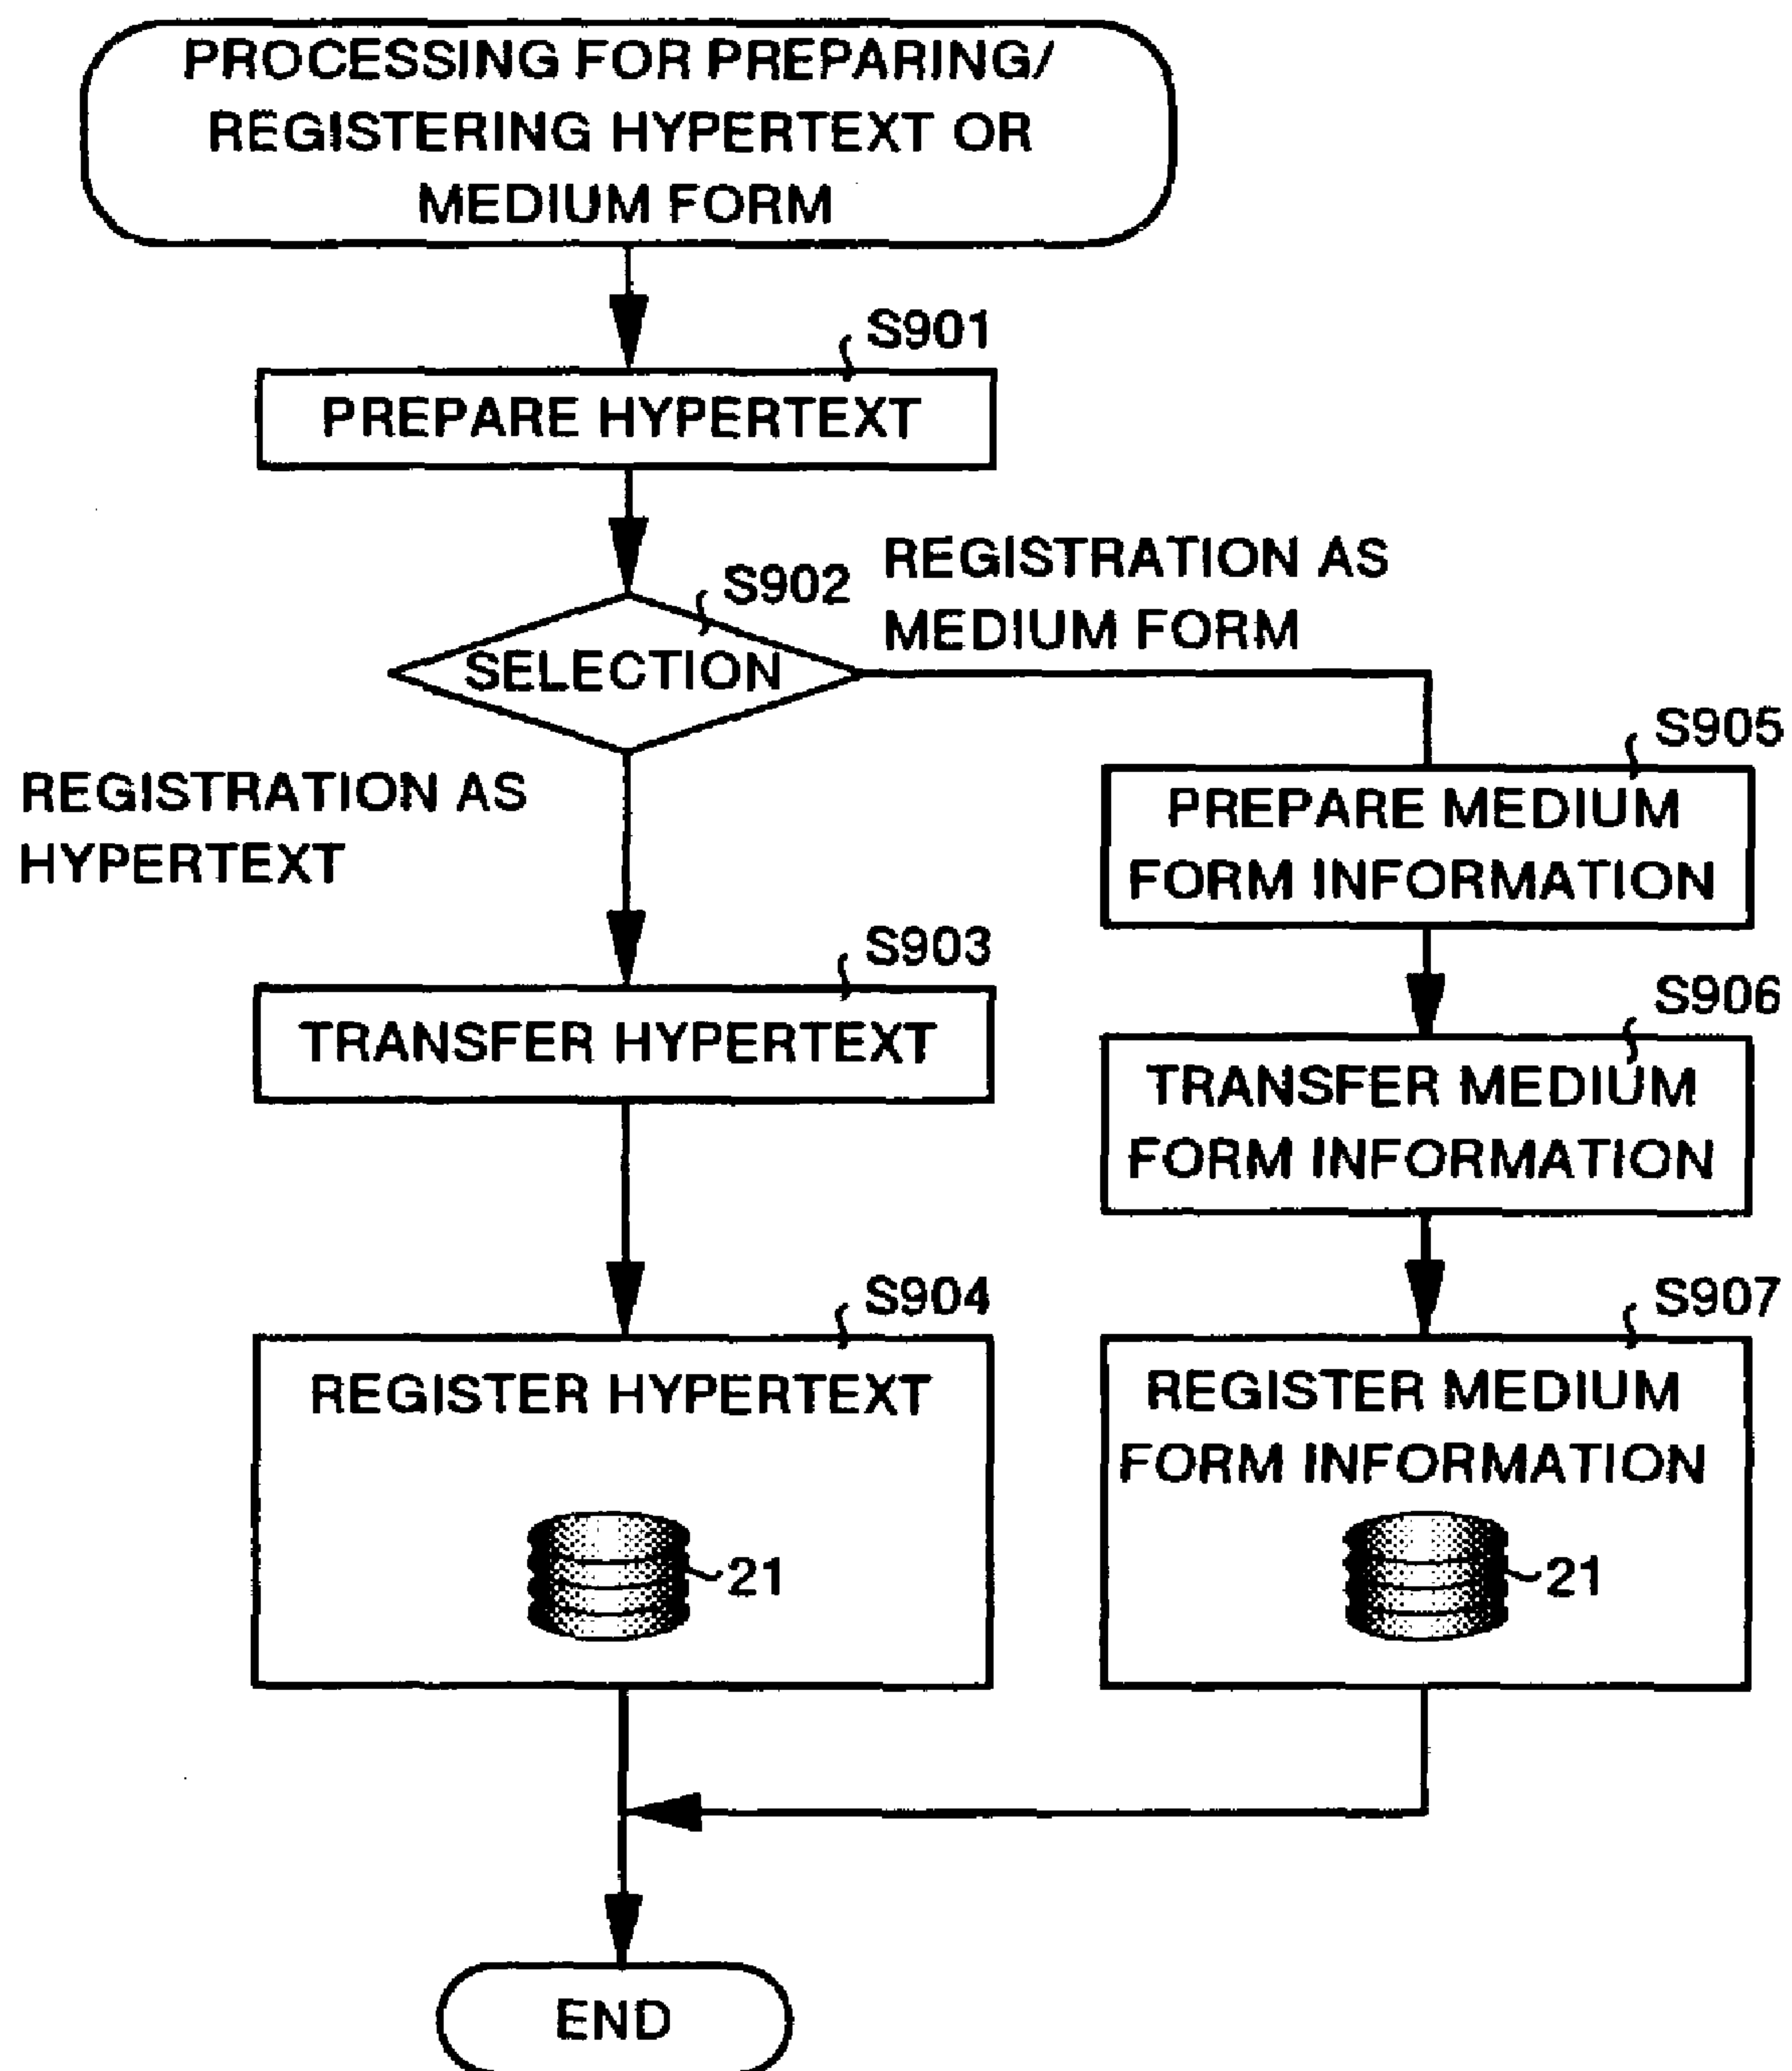 PROCESSING FOR PREPARING/
REGISTERING HYPERTEXT OR
MEDIUM FORM
S901
PREPARE HYPERTEXT
S902
SELECTION
REGISTRATION AS
MEDIUM FORM
REGISTRATION AS
HYPERTEXT
S903
TRANSFER HYPERTEXT
S904
REGISTER HYPERTEXT
21
S905
PREPARE MEDIUM
FORM INFORMATION
S906
TRANSFER MEDIUM
FORM INFORMATION
S907
REGISTER MEDIUM
FORM INFORMATION
21
END